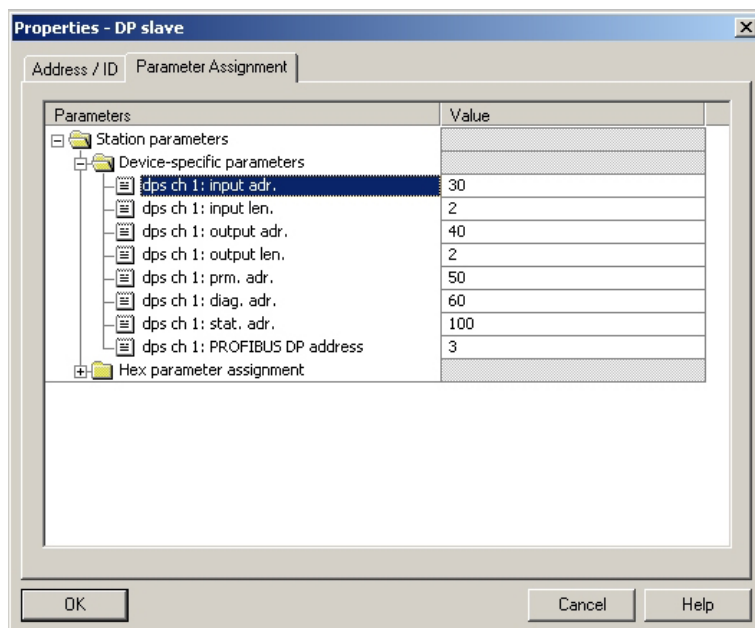 Properties - DP slave
Address / ID Parameter Assignment
Parameters Value
Station parameters
Device-specific parameters
dps ch 1: input adr. 30
dps ch 1: input len. 2
dps ch 1: output adr. 40
dps ch 1: output len. 2
dps ch 1: prm. adr. 50
dps ch 1: diag. adr. 60
dps ch 1: stat. adr. 100
dps ch 1: PROFIBUS DP address 3
Hex parameter assignment
OK Cancel Help